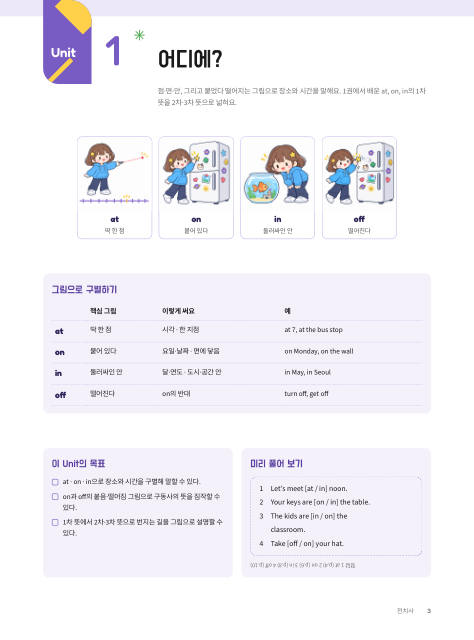 Unit
1
어디에?
점·면·안, 그리고 붙었다 떨어지는 그림으로 장소와 시간을 말해요. 1권에서 배운 at, on, in의 1차
뜻을 2차·3차 뜻으로 넓혀요.
at
딱 한 점
on
붙어 있다
in
둘러싸인 안
off
떨어진다
그림으로 구별하기
핵심 그림 이렇게 써요 예
at 딱 한 점 시각 · 한 지점 at 7, at the bus stop
on 붙어 있다 요일·날짜 · 면에 닿음 on Monday, on the wall
in 둘러싸인 안 달·연도 · 도시·공간 안 in May, in Seoul
off 떨어진다 on의 반대 turn off, get off
이 Unit의 목표
at · on · in으로 장소와 시간을 구별해 말할 수 있다.
on과 off의 붙음·떨어짐 그림으로 구동사의 뜻을 짐작할 수
있다.
1차 뜻에서 2차·3차 뜻으로 번지는 길을 그림으로 설명할 수
있다.
미리 풀어 보기
1 Let's meet [at / in] noon.
2 Your keys are [on / in] the table.
3 The kids are [in / on] the
classroom.
4 Take [off / on] your hat.
정답 1 at (p.4) 2 on (p.6) 3 in (p.8) 4 off (p.10)
전치사 3